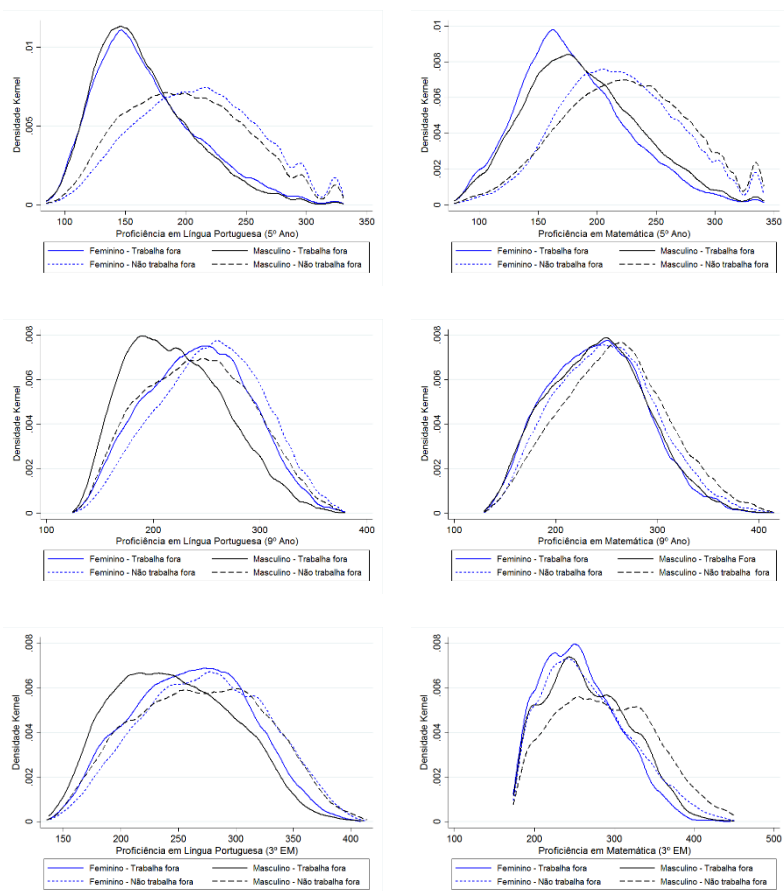 Densidade Kernel
0 .005 .01
100 150 200 250 300 350
Proficiência em Língua Portuguesa (5º Ano)
Feminino - Trabalha fora Masculino - Trabalha fora
Feminino - Não trabalha fora Masculino - Não trabalha fora
Densidade Kernel
0 .002 .004 .006 .008 .01
100 150 200 250 300 350
Proficiência em Matemática (5º Ano)
Feminino - Trabalha fora Masculino - Trabalha fora
Feminino - Não trabalha fora Masculino - Não trabalha fora
Densidade Kernel
0 .002 .004 .006 .008
100 200 300 400
Proficiência em Língua Portuguesa (9º Ano)
Feminino - Trabalha fora Masculino - Trabalha fora
Feminino - Não trabalha fora Masculino - Não trabalha fora
Densidade Kernel
0 .002 .004 .006 .008
100 200 300 400
Proficiência em Matemática (9º Ano)
Feminino - Trabalha fora Masculino - Trabalha Fora
Feminino - Não trabalha fora Masculino - Não trabalha fora
Densidade Kernel
0 .002 .004 .006 .008
150 200 250 300 350 400
Proficiência em Língua Portuguesa (3º EM)
Feminino - Trabalha fora Masculino - Trabalha fora
Feminino - Não trabalha fora Masculino - Não trabalha fora
Densidade Kernel
0 .002 .004 .006 .008
200 300 400 500
Proficiência em Matemática (3º EM)
Feminino - Trabalha fora Masculino - Trabalha fora
Feminino - Não trabalha fora Masculino - Não trabalha fora